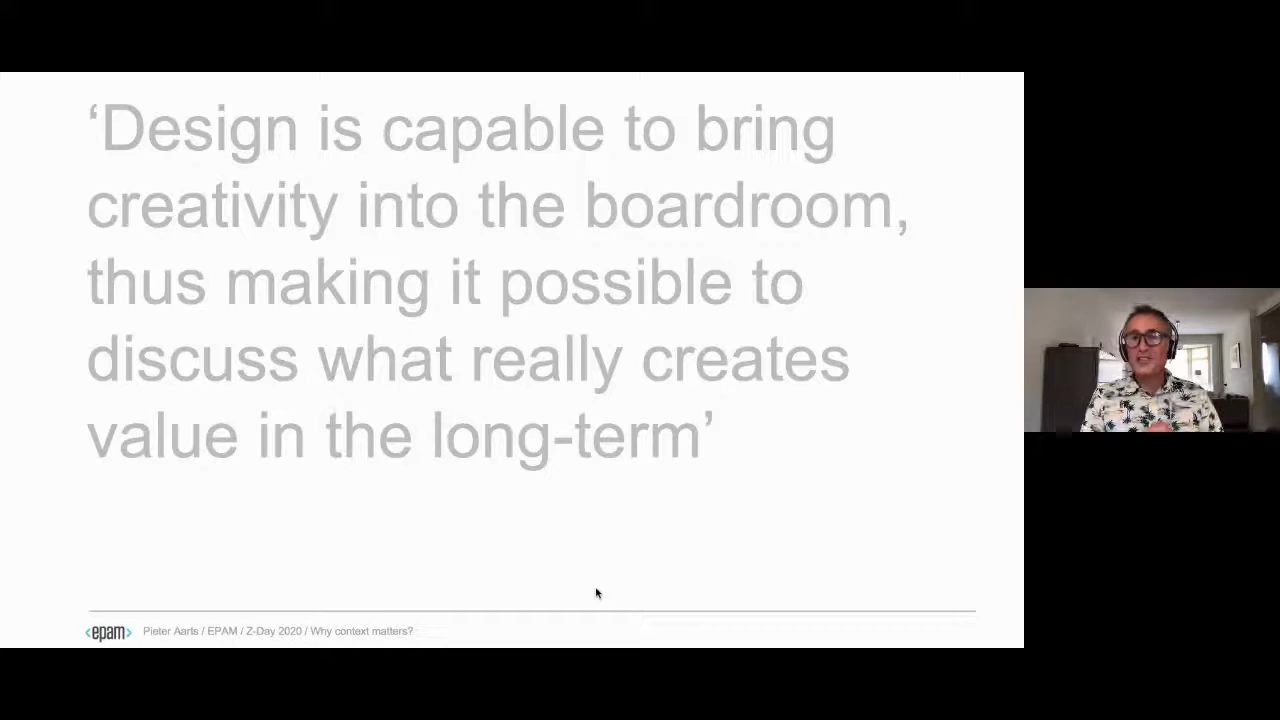 ‘Design is capable to bring
creativity into the boardroom,
thus making it possible to
discuss what really creates
value in the long-term’
<epam> Pieter Aarts / EPAM / Z-Day 2020 / Why context matters?